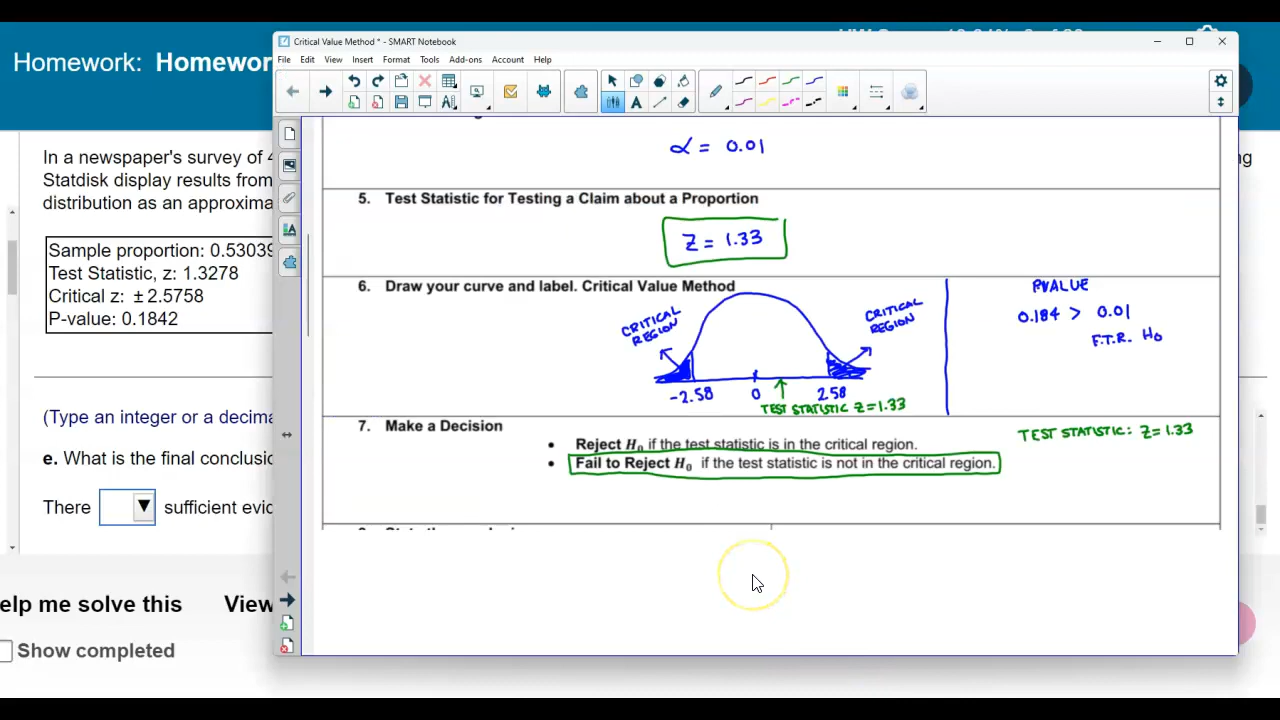 Homework: Homewor
In a newspaper's survey of 4
Statdisk display results from
distribution as an approxima
Sample proportion: 0.53039
Test Statistic, z: 1.3278
Critical z: ±2.5758
P-value: 0.1842
(Type an integer or a decima
e. What is the final conclusio
There ▼ sufficient evid
elp me solve this View
Show completed
ng
Critical Value Method * - SMART Notebook
File Edit View Insert Format Tools Add-ons Account Help
α = 0.01
5. Test Statistic for Testing a Claim about a Proportion
Z = 1.33
6. Draw your curve and label. Critical Value Method
CRITICAL
REGION
CRITICAL
REGION
-2.58 0 2.58
TEST STATISTIC Z=1.33
PVALUE
0.184 > 0.01
F.T.R. H0
7. Make a Decision
TEST STATISTIC: Z=1.33
• Reject H0 if the test statistic is in the critical region.
• Fail to Reject H0 if the test statistic is not in the critical region.